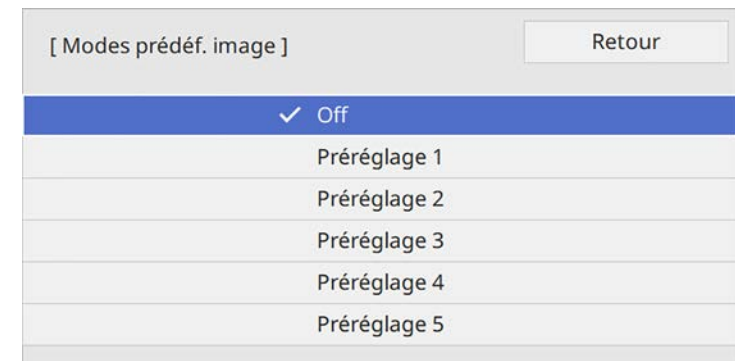 [ Modes prédéf. image ]
Retour
Off
Préréglage 1
Préréglage 2
Préréglage 3
Préréglage 4
Préréglage 5